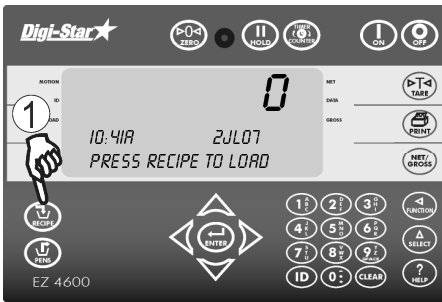 Digi-Star
ZERO
HOLD
TIMER
COUNTER
ON
OFF
MOTION
ID
0
NET
DATA
GROSS
TARE
PRINT
NET/
GROSS
1
10:41A 2JL07
PRESS RECIPE TO LOAD
RECIPE
PENS
EZ 4600
ENTER
1 2 3
4 5 6
7 8 9
SPACE
ID 0 CLEAR
FUNCTION
SELECT
?
HELP